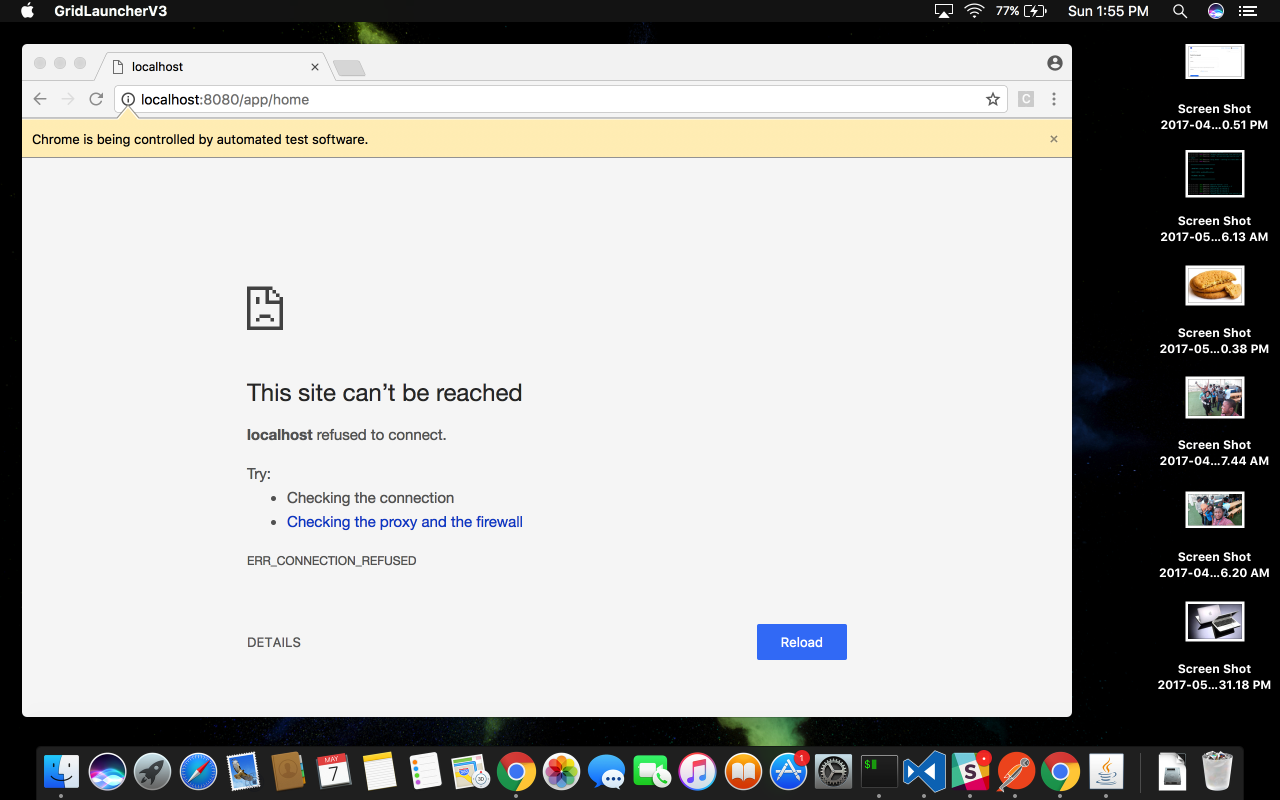 GridLauncherV3
77%
Sun 1:55 PM
localhost
localhost:8080/app/home
C
Chrome is being controlled by automated test software.
This site can’t be reached
localhost refused to connect.
Try:
Checking the connection
Checking the proxy and the firewall
ERR_CONNECTION_REFUSED
DETAILS
Reload
Screen Shot
2017-04...0.51 PM
Screen Shot
2017-05...6.13 AM
Screen Shot
2017-05...0.38 PM
Screen Shot
2017-04...7.44 AM
Screen Shot
2017-04...6.20 AM
Screen Shot
2017-05...31.18 PM
MAY
7
3D
1
$
S